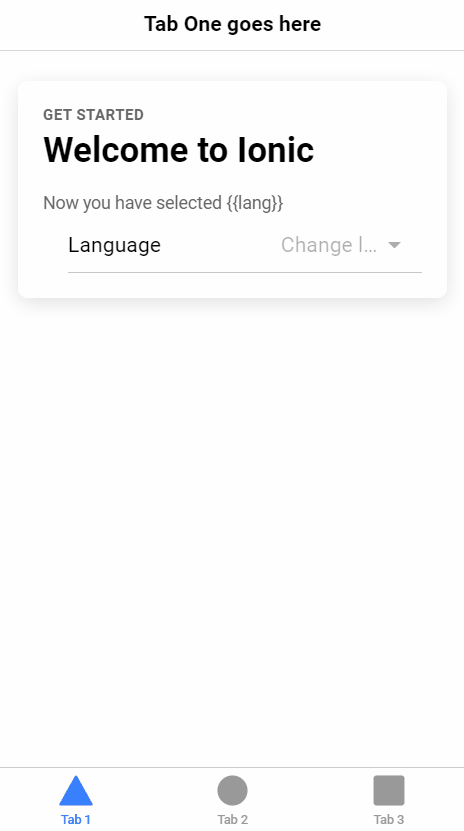 Tab One goes here
GET STARTED
Welcome to Ionic
Now you have selected {{lang}}
Language Change l...
Tab 1 Tab 2 Tab 3